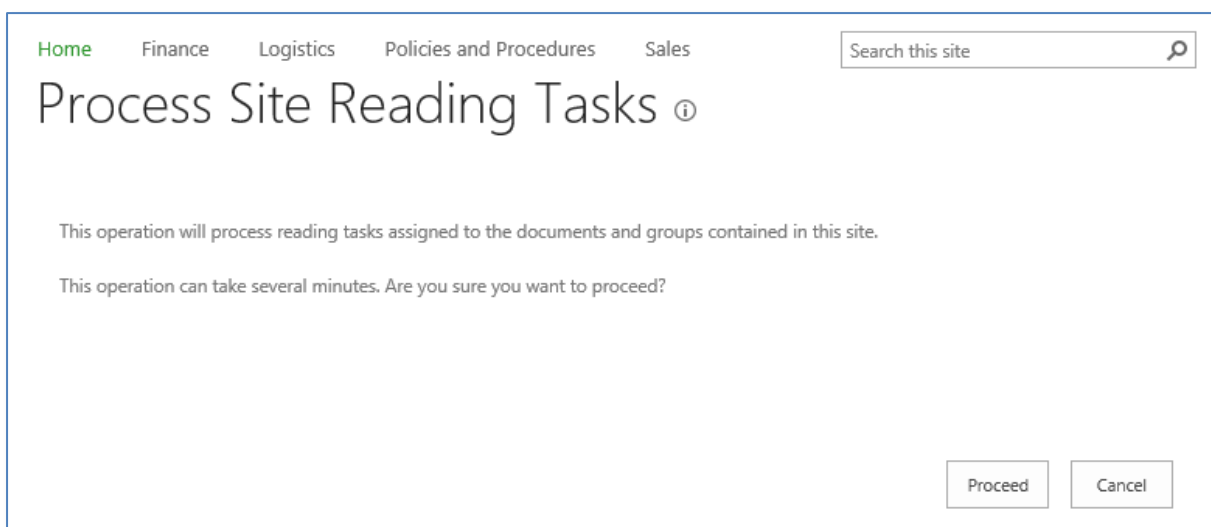 Home Finance Logistics Policies and Procedures Sales Search this site
Process Site Reading Tasks
This operation will process reading tasks assigned to the documents and groups contained in this site.
This operation can take several minutes. Are you sure you want to proceed?
Proceed Cancel